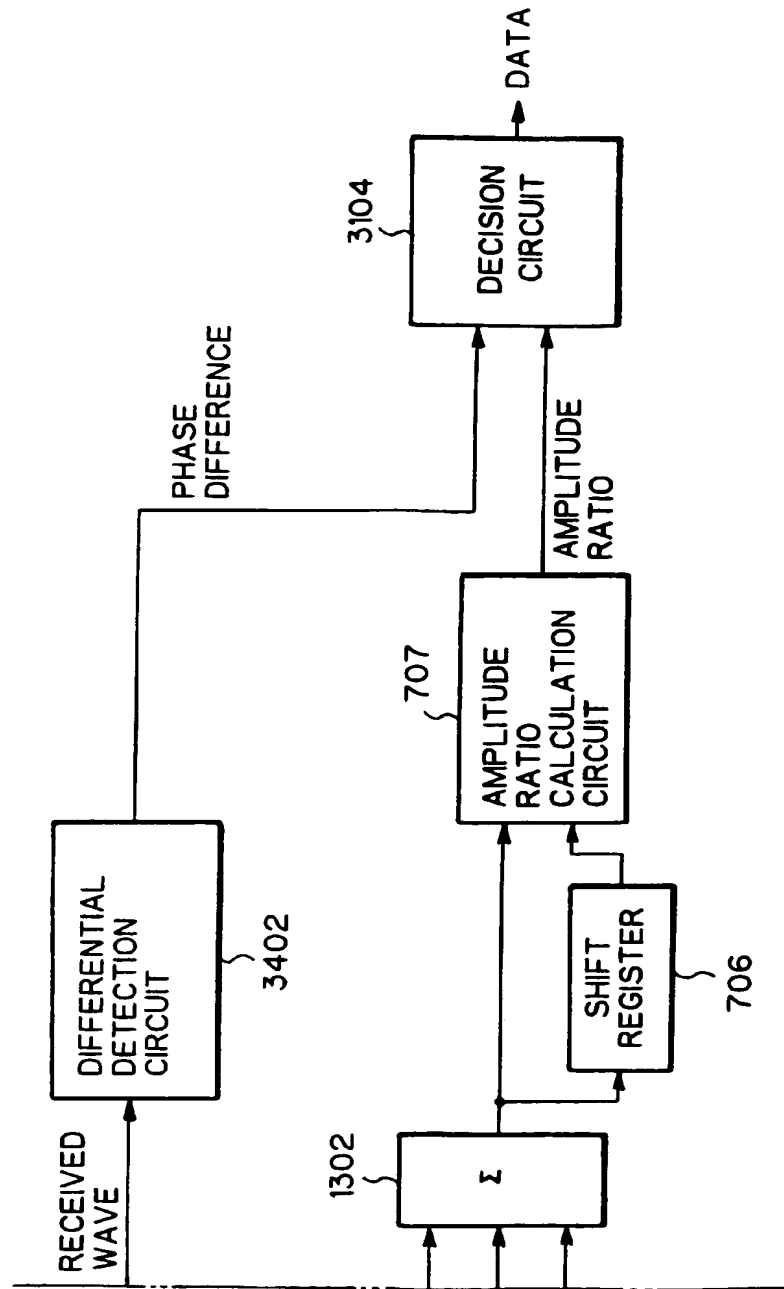 RECEIVED
WAVE
DIFFERENTIAL
DETECTION
CIRCUIT
3402
PHASE
DIFFERENCE
1302
Σ
SHIFT
REGISTER
706
707
AMPLITUDE
RATIO
CALCULATION
CIRCUIT
AMPLITUDE
RATIO
3104
DECISION
CIRCUIT
DATA